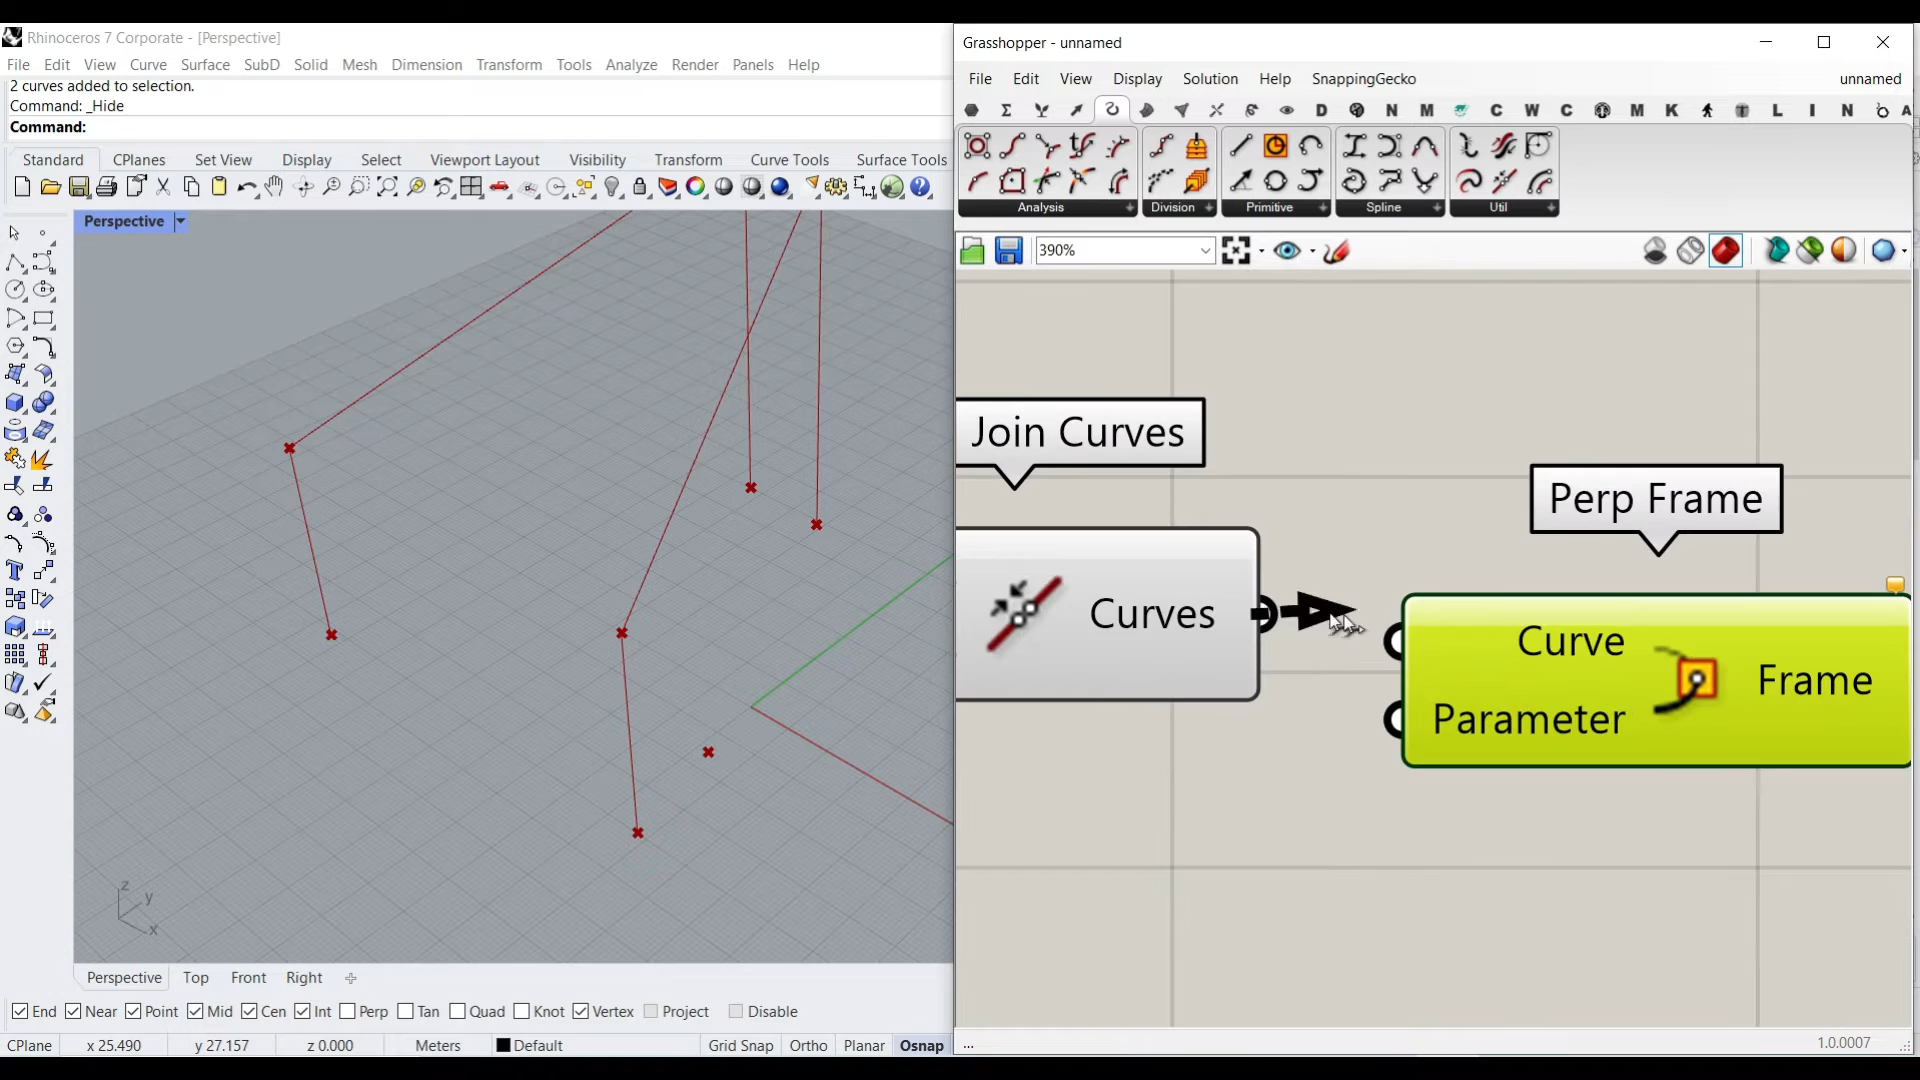 Rhinoceros 7 Corporate - [Perspective]
File Edit View Curve Surface SubD Solid Mesh Dimension Transform Tools Analyze Render Panels Help
2 curves added to selection.
Command: _Hide
Command:
Standard CPlanes Set View Display Select Viewport Layout Visibility Transform Curve Tools Surface Tools
Perspective
z
y
x
Perspective Top Front Right
End Near Point Mid Cen Int Perp Tan Quad Knot Vertex Project Disable
CPlane x 25.490 y 27.157 z 0.000 Meters Default Grid Snap Ortho Planar Osnap
Grasshopper - unnamed
File Edit View Display Solution Help SnappingGecko unnamed
D N M C W C M K L I N A
Analysis Division Primitive Spline Util
390%
Join Curves
Perp Frame
Curves
Curve
Frame
Parameter
... 1.0.0007